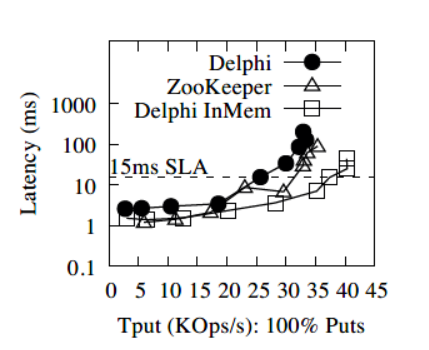 Delphi
ZooKeeper
Delphi InMem
1000
100
15ms SLA
10
1
0.1
Latency (ms)
0 5 10 15 20 25 30 35 40 45
Tput (KOps/s): 100% Puts